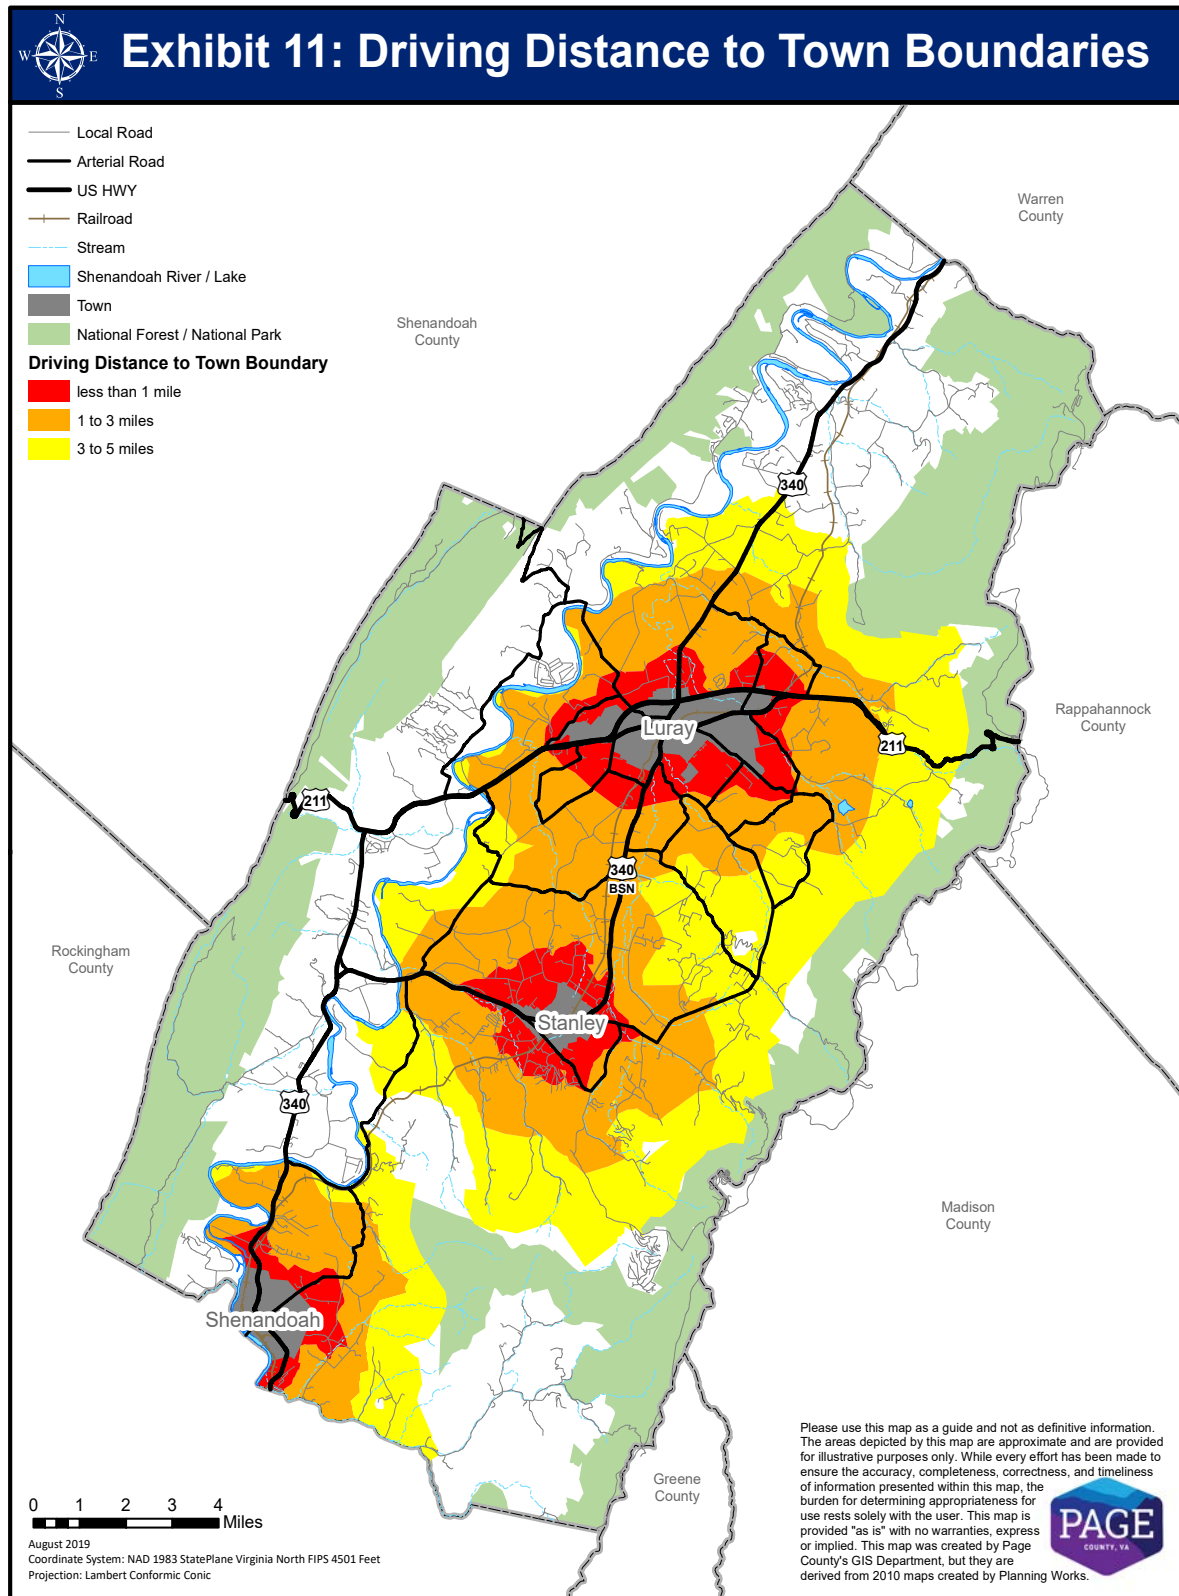 N
W E
S
Exhibit 11: Driving Distance to Town Boundaries
Local Road
Arterial Road
US HWY
Railroad
Stream
Shenandoah River / Lake
Town
National Forest / National Park
Driving Distance to Town Boundary
less than 1 mile
1 to 3 miles
3 to 5 miles
Warren
County
Shenandoah
County
340
Rappahannock
County
Luray
211
211
340
BSN
Rockingham
County
Stanley
340
Madison
County
Shenandoah
Greene
County
0 1 2 3 4
Miles
August 2019
Coordinate System: NAD 1983 StatePlane Virginia North FIPS 4501 Feet
Projection: Lambert Conformic Conic
Please use this map as a guide and not as definitive information.
The areas depicted by this map are approximate and are provided
for illustrative purposes only. While every effort has been made to
ensure the accuracy, completeness, correctness, and timeliness
of information presented within this map, the
burden for determining appropriateness for
use rests solely with the user. This map is
provided "as is" with no warranties, express
or implied. This map was created by Page
County's GIS Department, but they are
derived from 2010 maps created by Planning Works.
PAGE
COUNTY, VA